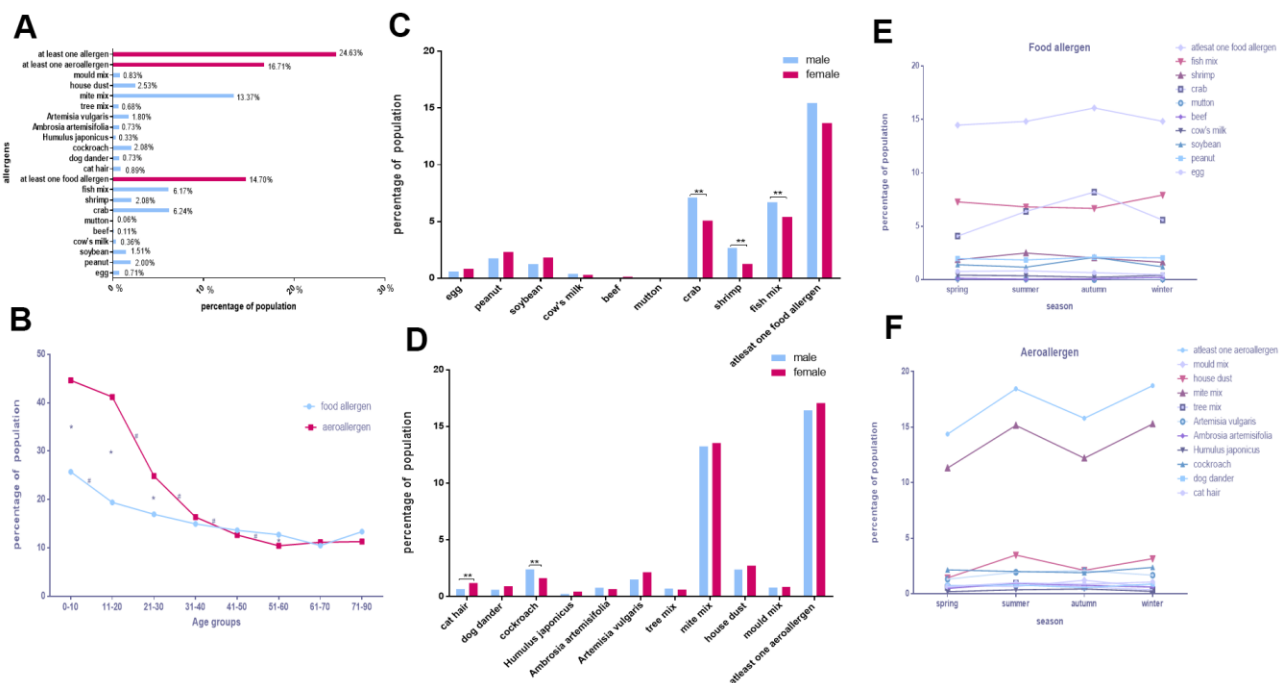 A
at least one allergen
24.63%
at least one aeroallergen
16.71%
mould mix
0.83%
house dust
2.53%
mite mix
13.37%
tree mix
0.68%
Artemisia vulgaris
1.80%
Ambrosia artemisifolia
0.73%
Humulus japonicus
0.33%
cockroach
2.08%
dog dander
0.73%
cat hair
0.89%
at least one food allergen
14.70%
fish mix
6.17%
shrimp
2.08%
crab
6.24%
mutton
0.06%
beef
0.11%
cow's milk
0.36%
soybean
1.51%
peanut
2.00%
egg
0.71%
allergens
0 %
10 %
20 %
30 %
percentage of population
B
50
40
30
20
10
0
percentage of population
food allergen
aeroallergen
*
#
*
#
*
#
#
#
*
0-10
11-20
21-30
31-40
41-50
51-60
61-70
71-90
Age groups
C
20
15
10
5
0
percentage of population
male
female
**
**
**
egg
peanut
soybean
cow's milk
beef
mutton
crab
shrimp
fish mix
atlesat one food allergen
D
20
15
10
5
0
percentage of population
male
female
**
**
cat hair
dog dander
cockroach
Humulus japonicus
Ambrosia artemisifolia
Artemisia vulgaris
tree mix
mite mix
house dust
mould mix
atleast one aeroallergen
E
Food allergen
20
15
10
5
0
percentage of population
spring
summer
autumn
winter
season
atlesat one food allergen
fish mix
shrimp
crab
mutton
beef
cow's milk
soybean
peanut
egg
F
Aeroallergen
20
15
10
5
0
percentage of population
spring
summer
autumn
winter
season
atleast one aeroallergen
mould mix
house dust
mite mix
tree mix
Artemisia vulgaris
Ambrosia artemisifolia
Humulus japonicus
cockroach
dog dander
cat hair